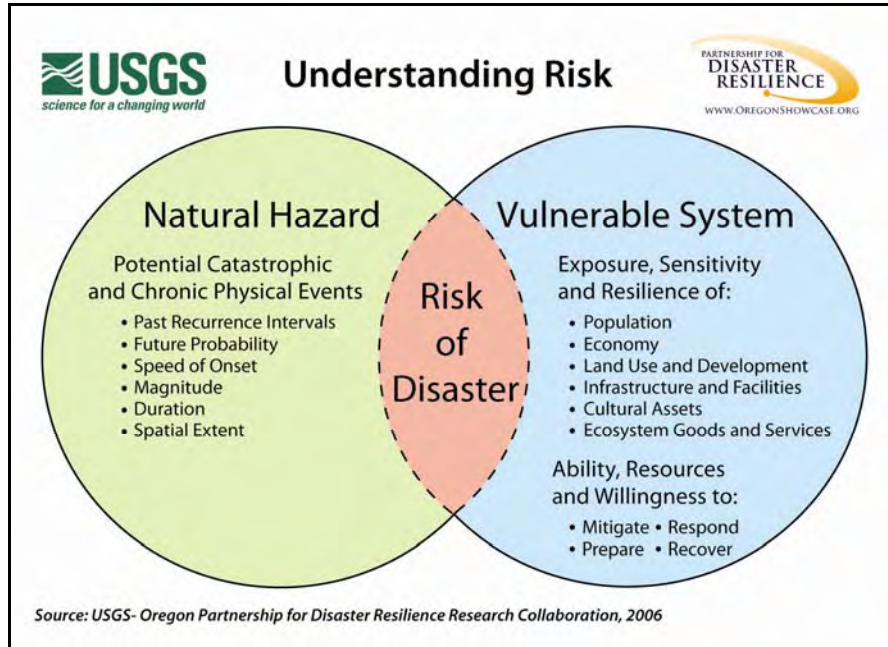 USGS
science for a changing world
Understanding Risk
PARTNERSHIP FOR
DISASTER
RESILIENCE
WWW.OREGONSHOWCASE.ORG
Natural Hazard
Potential Catastrophic
and Chronic Physical Events
• Past Recurrence Intervals
• Future Probability
• Speed of Onset
• Magnitude
• Duration
• Spatial Extent
Risk
of
Disaster
Vulnerable System
Exposure, Sensitivity
and Resilience of:
• Population
• Economy
• Land Use and Development
• Infrastructure and Facilities
• Cultural Assets
• Ecosystem Goods and Services
Ability, Resources
and Willingness to:
• Mitigate • Respond
• Prepare • Recover
Source: USGS- Oregon Partnership for Disaster Resilience Research Collaboration, 2006